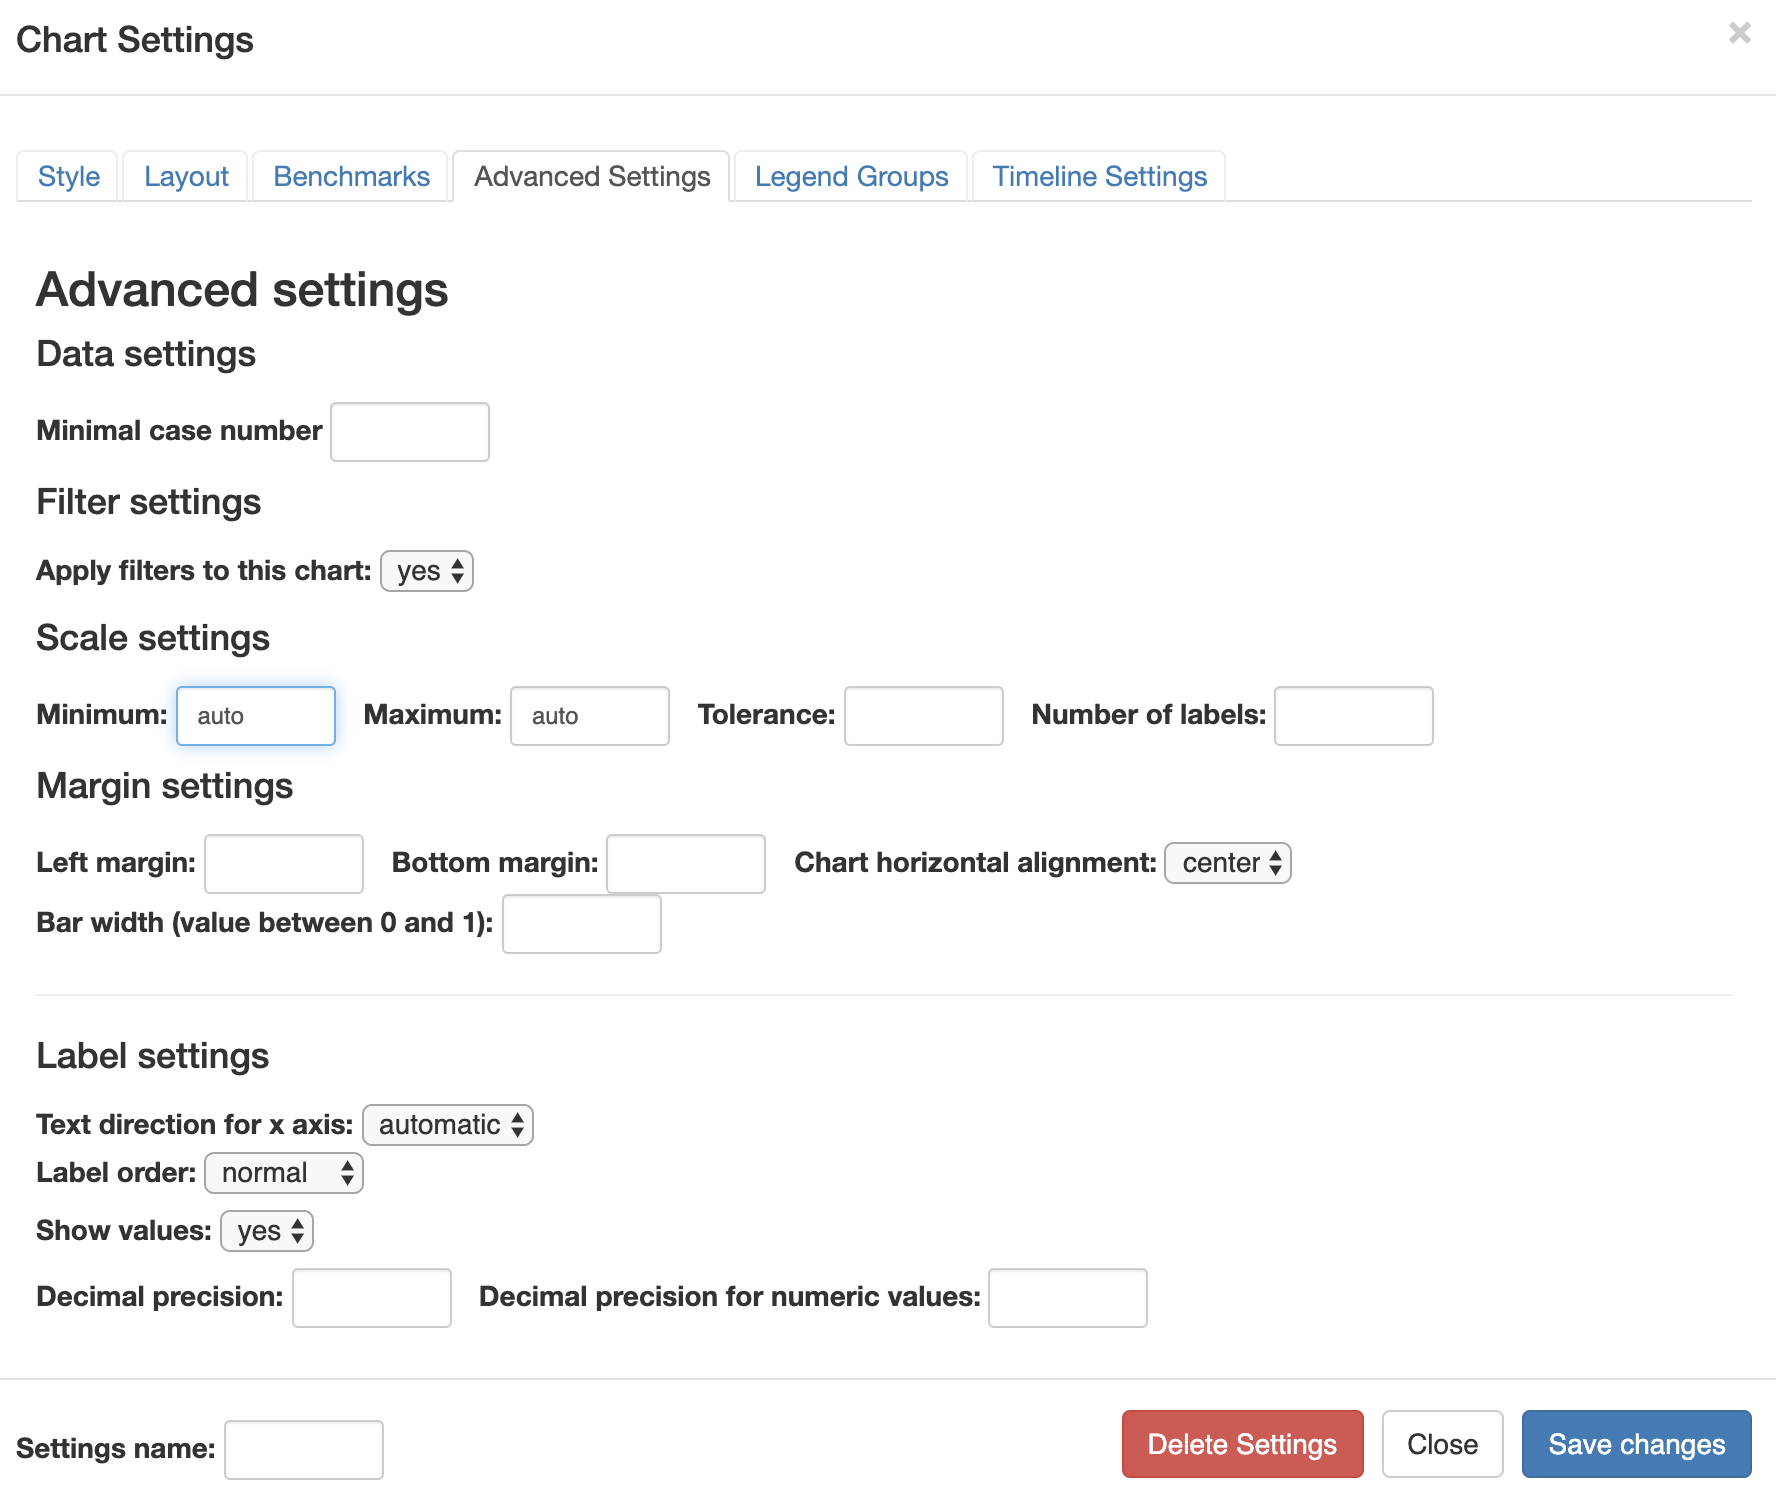 Chart Settings ×
Style Layout Benchmarks Advanced Settings Legend Groups Timeline Settings
Advanced settings
Data settings
Minimal case number
Filter settings
Apply filters to this chart: yes
Scale settings
Minimum: auto Maximum: auto Tolerance: Number of labels:
Margin settings
Left margin: Bottom margin: Chart horizontal alignment: center
Bar width (value between 0 and 1):
Label settings
Text direction for x axis: automatic
Label order: normal
Show values: yes
Decimal precision: Decimal precision for numeric values:
Settings name: Delete Settings Close Save changes